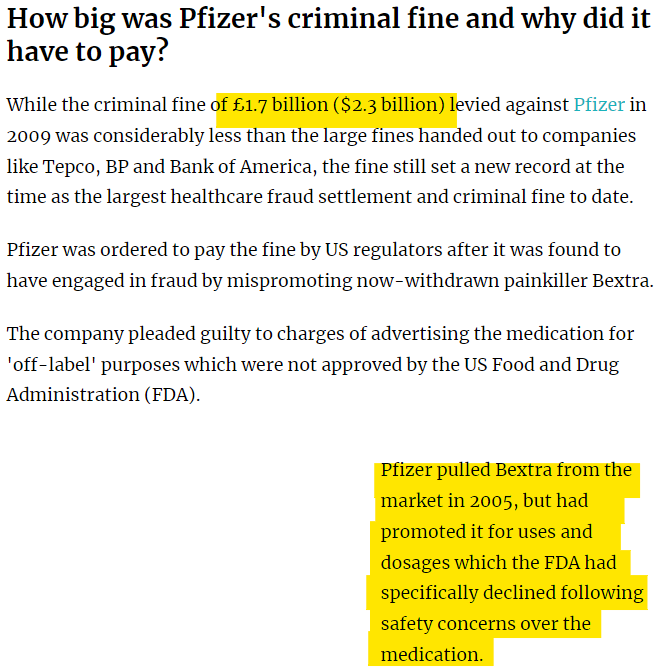 How big was Pfizer's criminal fine and why did it
have to pay?
While the criminal fine of £1.7 billion ($2.3 billion) levied against Pfizer in
2009 was considerably less than the large fines handed out to companies
like Tepco, BP and Bank of America, the fine still set a new record at the
time as the largest healthcare fraud settlement and criminal fine to date.
Pfizer was ordered to pay the fine by US regulators after it was found to
have engaged in fraud by mispromoting now-withdrawn painkiller Bextra.
The company pleaded guilty to charges of advertising the medication for
'off-label' purposes which were not approved by the US Food and Drug
Administration (FDA).
Pfizer pulled Bextra from the
market in 2005, but had
promoted it for uses and
dosages which the FDA had
specifically declined following
safety concerns over the
medication.